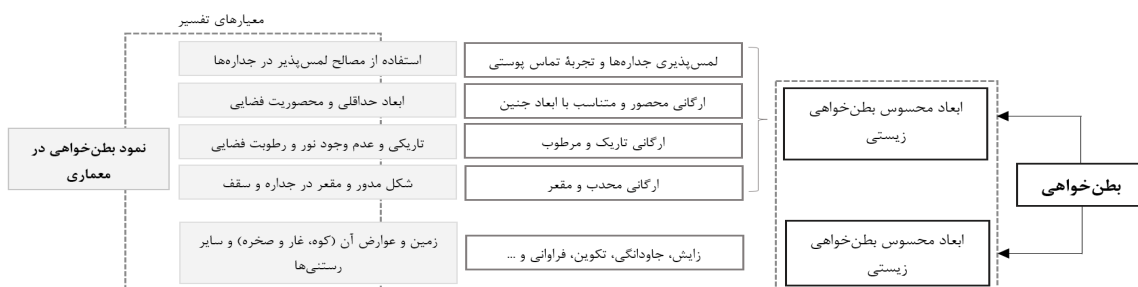 معیارهای تفسیر
بطن‌خواهی
ابعاد محسوس بطن‌خواهی
زیستی
لمس‌پذیری جداره‌ها و تجربهٔ تماس پوستی
استفاده از مصالح لمس‌پذیر در جداره‌ها
ارگانی محصور و متناسب با ابعاد جنین
ابعاد حداقلی و محصوریت فضایی
ارگانی تاریک و مرطوب
تاریکی و عدم وجود نور و رطوبت فضایی
ارگانی محدب و مقعر
شکل مدور و مقعر در جداره و سقف
ابعاد محسوس بطن‌خواهی
زیستی
زایش، جاودانگی، تکوین، فراوانی و ...
زمین و عوارض آن (کوه، غار و صخره) و سایر
رستنی‌ها
نمود بطن‌خواهی در
معماری